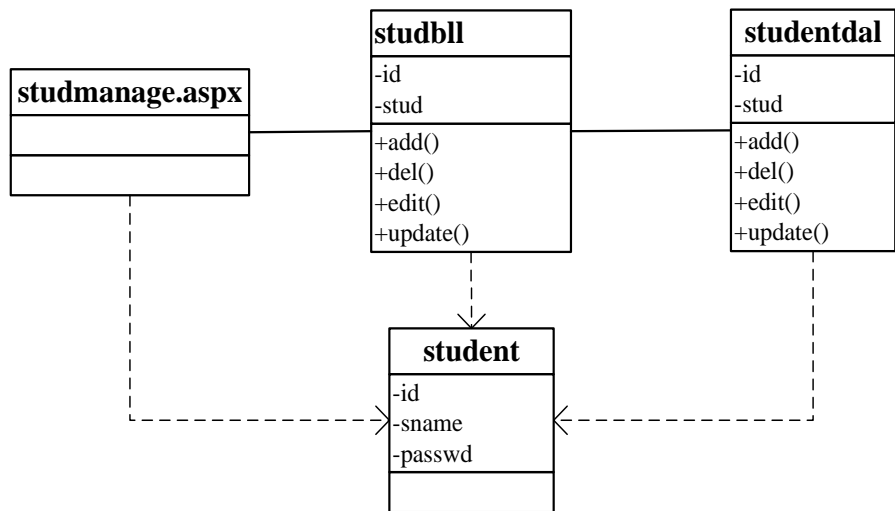 studmanage.aspx
studbll
-id
-stud
+add()
+del()
+edit()
+update()
studentdal
-id
-stud
+add()
+del()
+edit()
+update()
student
-id
-sname
-passwd